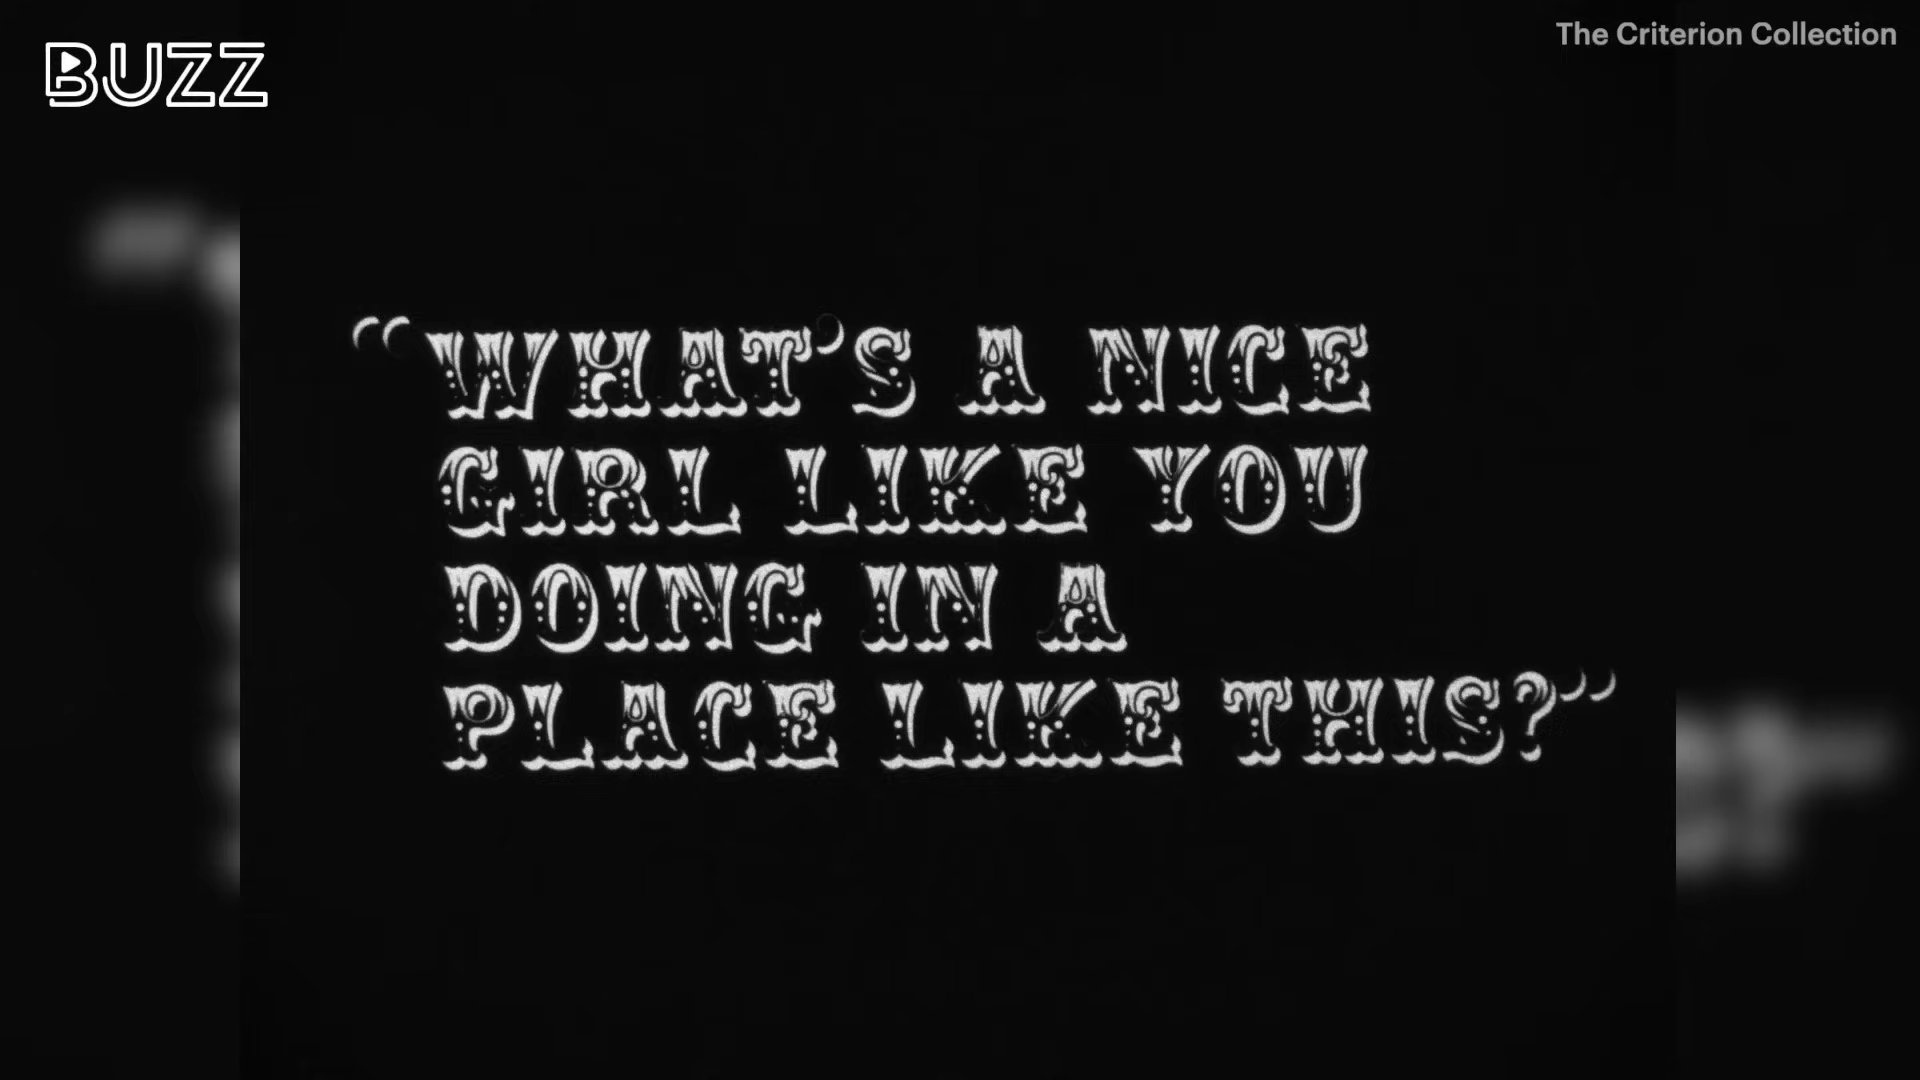 BUZZ
The Criterion Collection
“WHAT’S A NICE
GIRL LIKE YOU
DOING IN A
PLACE LIKE THIS?”